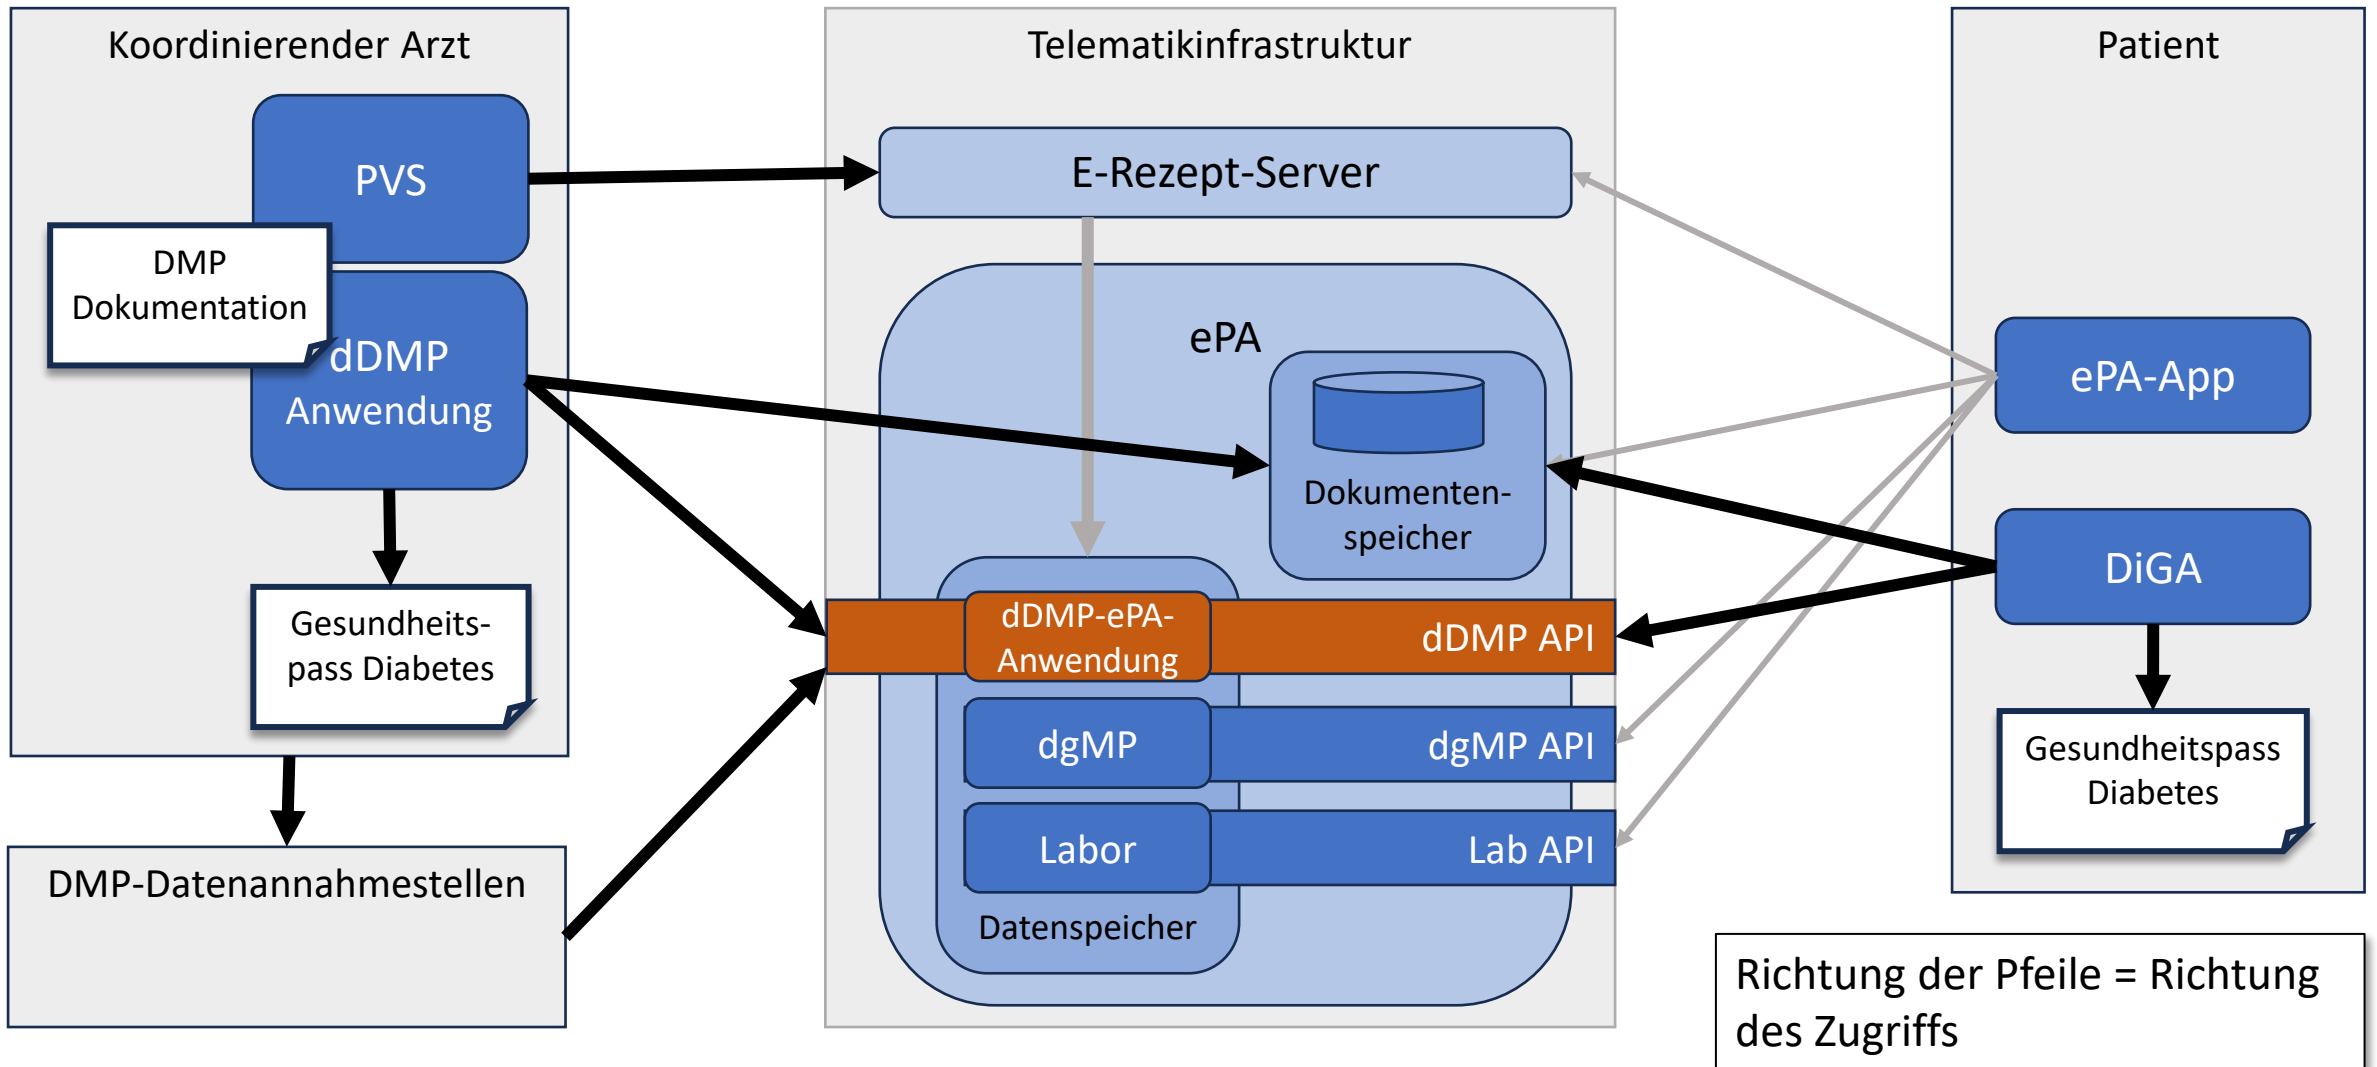 Koordinierender Arzt
PVS
DMP
Dokumentation
dDMP
Anwendung
Gesundheits-
pass Diabetes
DMP-Datenannahmestellen
Telematikinfrastruktur
E-Rezept-Server
ePA
Dokumenten-
speicher
dDMP-ePA-
Anwendung
dDMP API
dgMP
dgMP API
Labor
Lab API
Datenspeicher
Patient
ePA-App
DiGA
Gesundheitspass
Diabetes
Richtung der Pfeile = Richtung
des Zugriffs